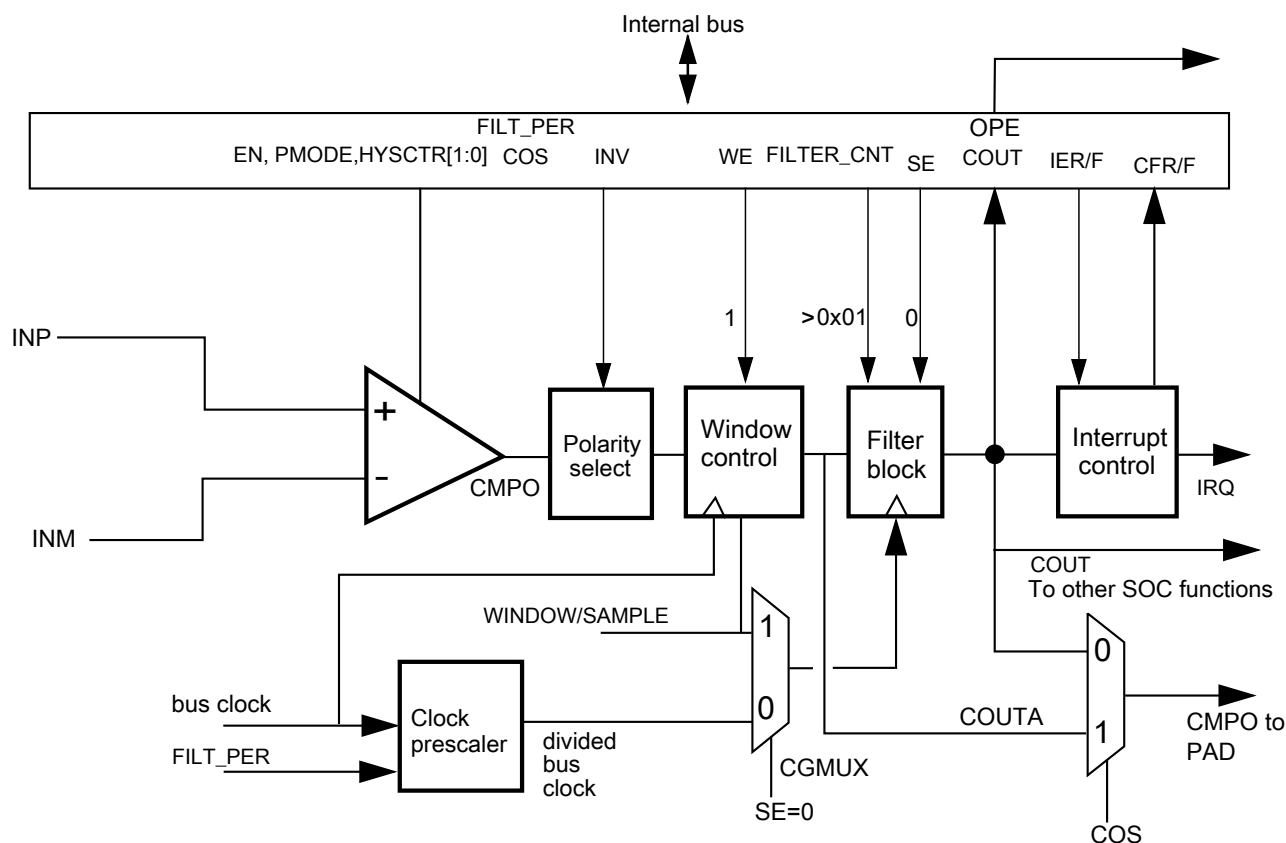 Internal bus
FILT_PER
OPE
EN, PMODE,HYSCTR[1:0]
COS
INV
WE
FILTER_CNT
SE
COUT
IER/F
CFR/F
1
>0x01
0
INP
+
-
INM
CMPO
Polarity
select
Window
control
Filter
block
Interrupt
control
IRQ
COUT
To other SOC functions
WINDOW/SAMPLE
1
0
bus clock
FILT_PER
Clock
prescaler
divided
bus
clock
CGMUX
SE=0
COUTA
0
1
CMPO to
PAD
COS